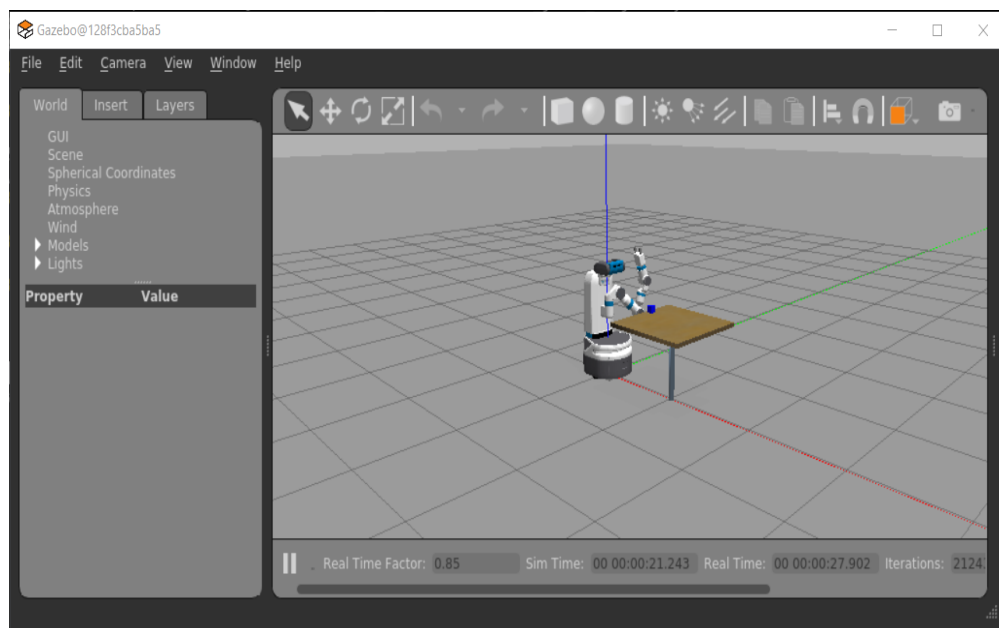 Gazebo@128f3cba5ba5
File Edit Camera View Window Help
World Insert Layers
GUI
Scene
Spherical Coordinates
Physics
Atmosphere
Wind
Models
Lights
Property Value
Real Time Factor: 0.85 Sim Time: 00 00:00:21.243 Real Time: 00 00:00:27.902 Iterations: 2124